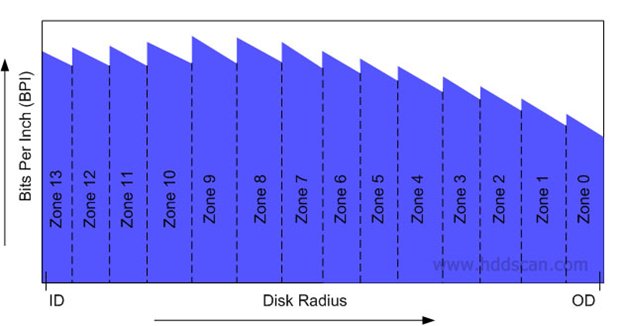 Bits Per Inch (BPI)
Zone 13
Zone 12
Zone 11
Zone 10
Zone 9
Zone 8
Zone 7
Zone 6
Zone 5
Zone 4
Zone 3
Zone 2
Zone 1
Zone 0
www.hddscan.com
ID
Disk Radius
OD